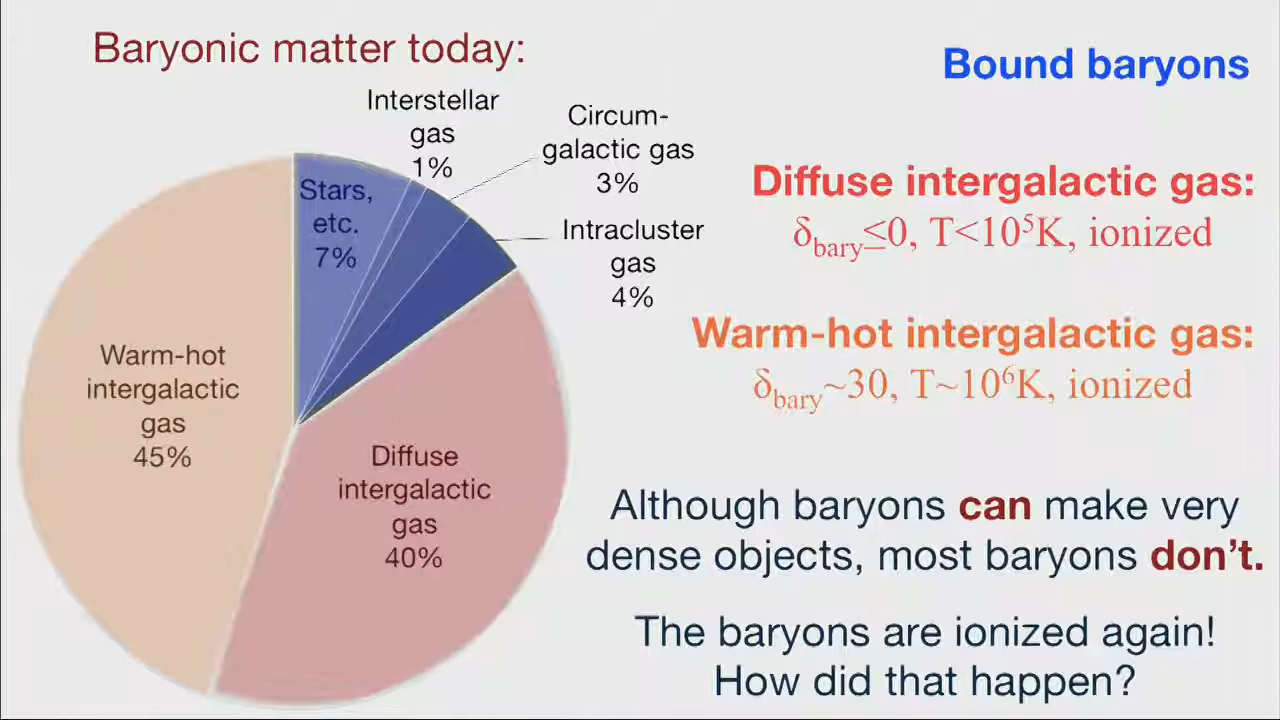 Baryonic matter today:
Interstellar
gas
1%
Circum-
galactic gas
3%
Intracluster
gas
4%
Stars,
etc.
7%
Warm-hot
intergalactic
gas
45%
Diffuse
intergalactic
gas
40%
Bound baryons
Diffuse intergalactic gas:
δbary≤0, T<10⁵K, ionized
Warm-hot intergalactic gas:
δbary~30, T~10⁶K, ionized
Although baryons can make very
dense objects, most baryons don't.
The baryons are ionized again!
How did that happen?